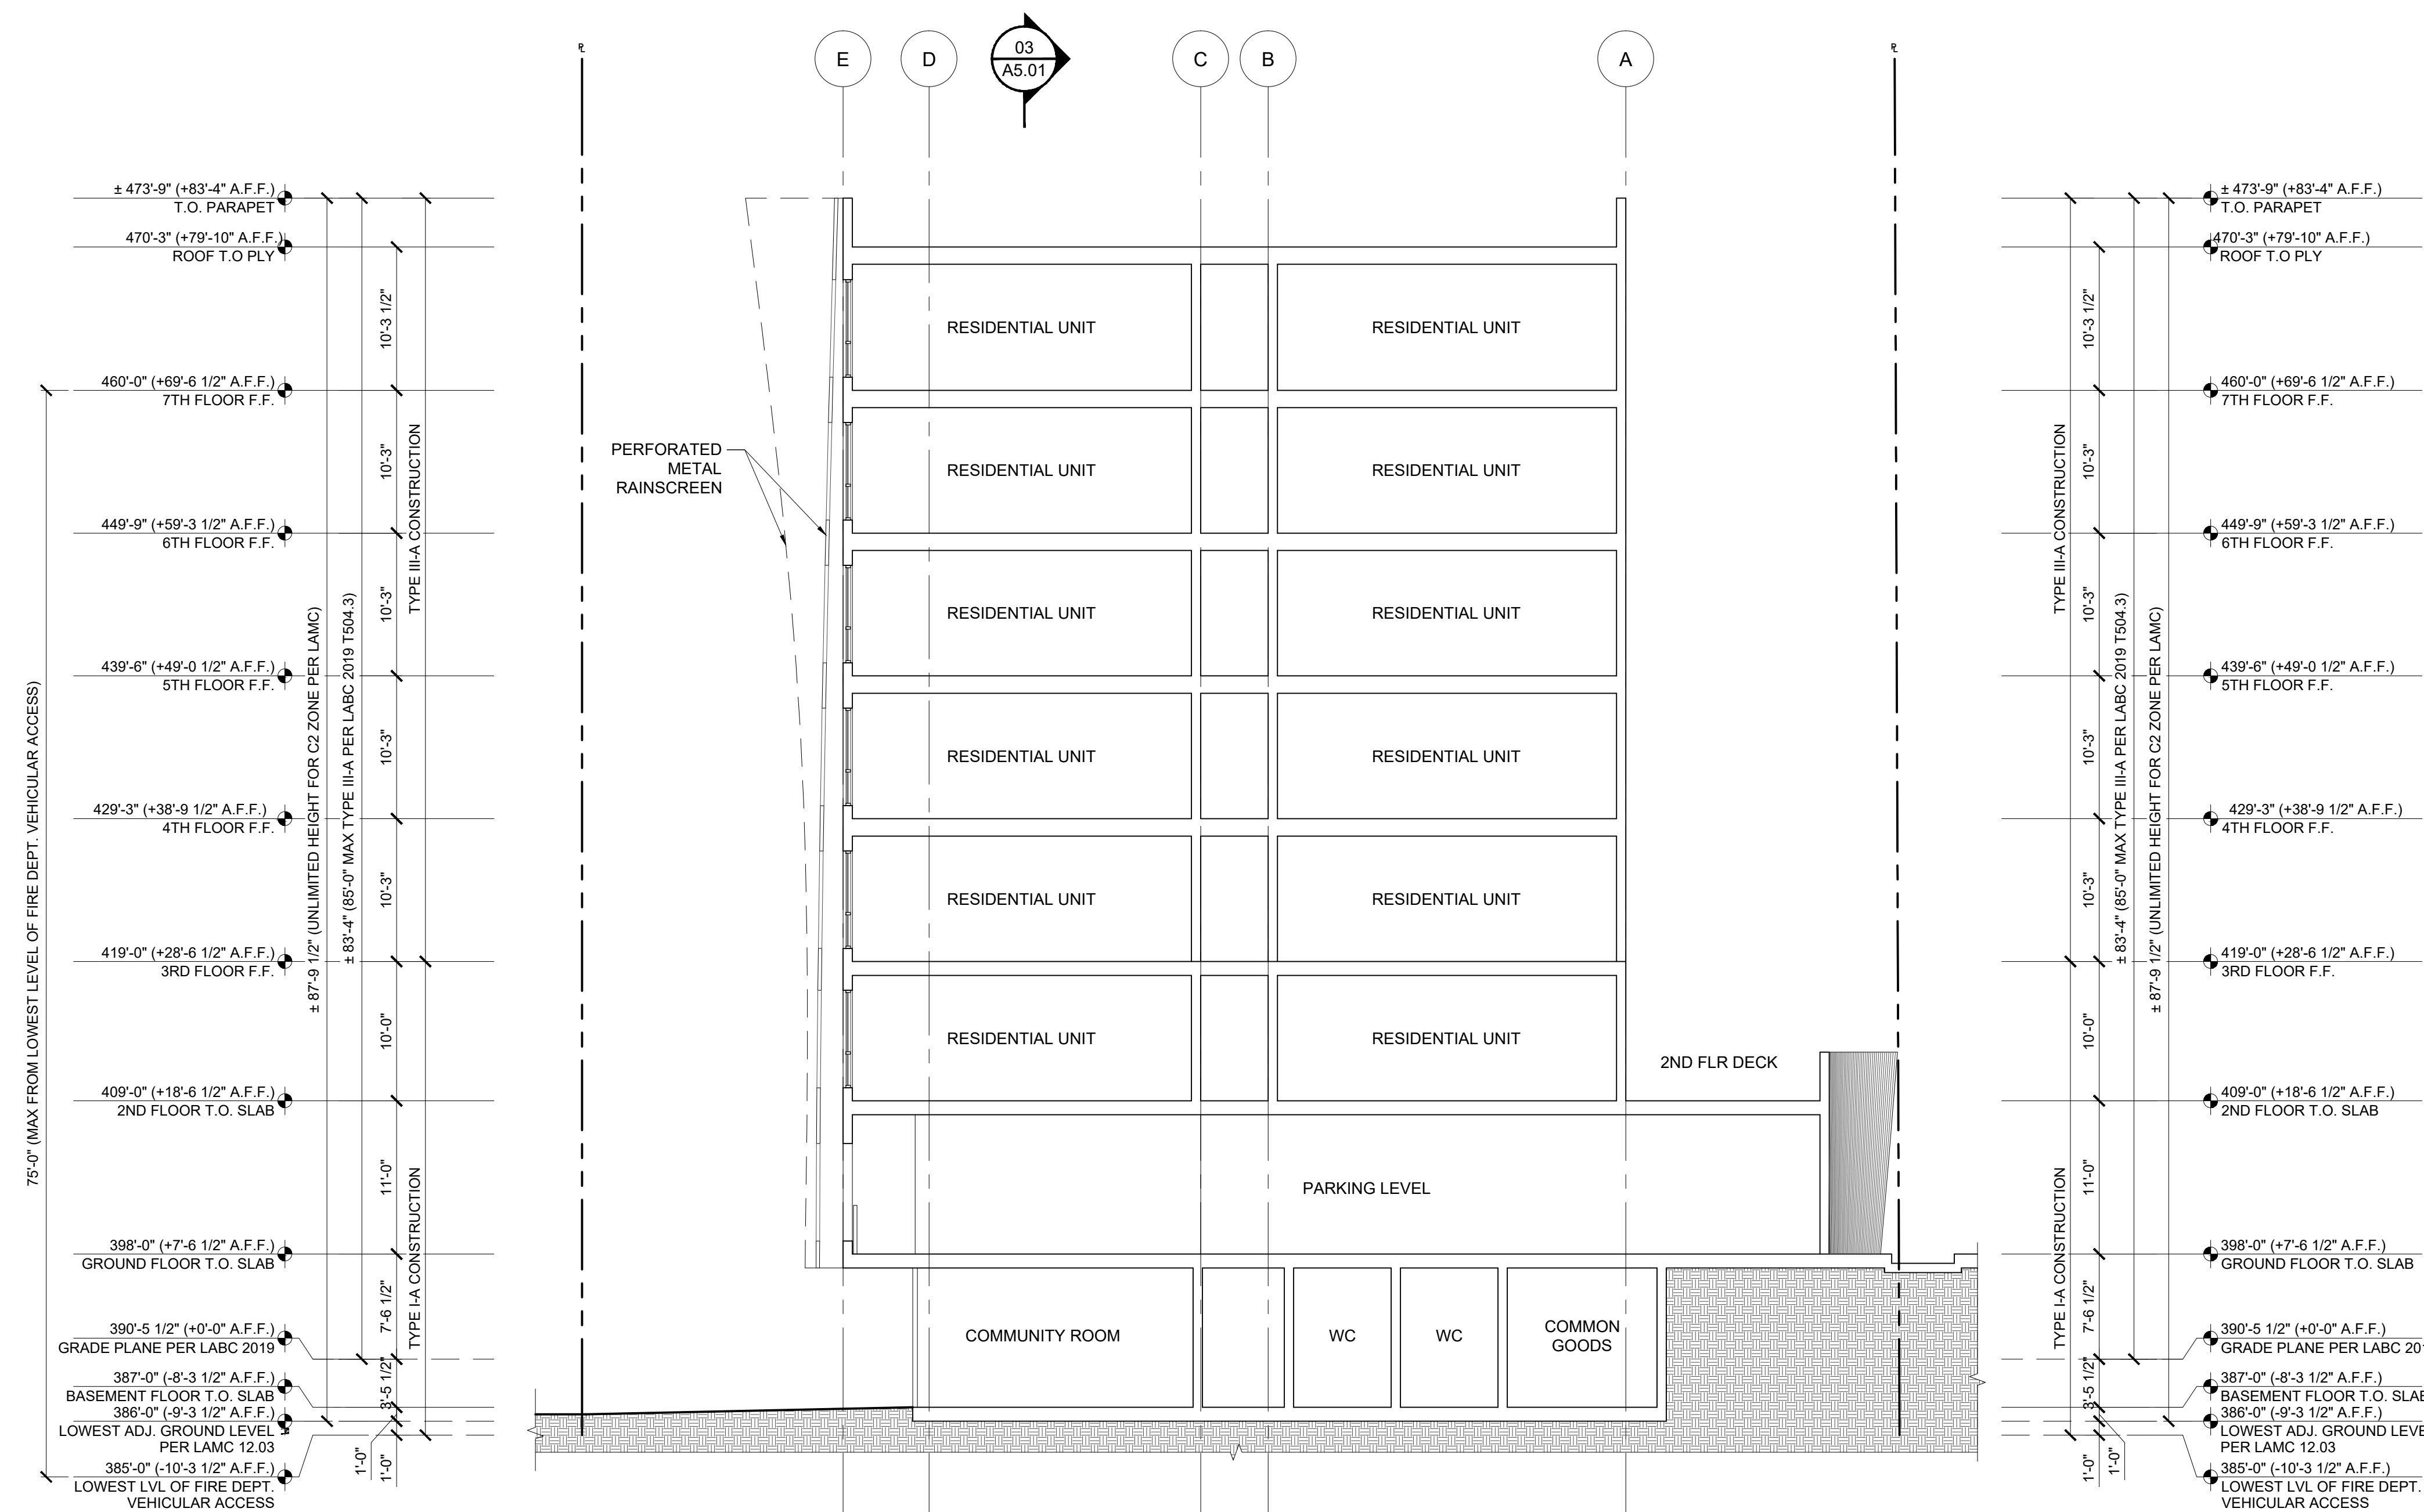 ℄
E
D
03
A5.01
C
B
A
℄
± 473'-9" (+83'-4" A.F.F.)
T.O. PARAPET
470'-3" (+79'-10" A.F.F.)
ROOF T.O PLY
460'-0" (+69'-6 1/2" A.F.F.)
7TH FLOOR F.F.
449'-9" (+59'-3 1/2" A.F.F.)
6TH FLOOR F.F.
439'-6" (+49'-0 1/2" A.F.F.)
5TH FLOOR F.F.
429'-3" (+38'-9 1/2" A.F.F.)
4TH FLOOR F.F.
419'-0" (+28'-6 1/2" A.F.F.)
3RD FLOOR F.F.
409'-0" (+18'-6 1/2" A.F.F.)
2ND FLOOR T.O. SLAB
398'-0" (+7'-6 1/2" A.F.F.)
GROUND FLOOR T.O. SLAB
390'-5 1/2" (+0'-0" A.F.F.)
GRADE PLANE PER LABC 2019
387'-0" (-8'-3 1/2" A.F.F.)
BASEMENT FLOOR T.O. SLAB
386'-0" (-9'-3 1/2" A.F.F.)
LOWEST ADJ. GROUND LEVEL
PER LAMC 12.03
385'-0" (-10'-3 1/2" A.F.F.)
LOWEST LVL OF FIRE DEPT.
VEHICULAR ACCESS
75'-0" (MAX FROM LOWEST LEVEL OF FIRE DEPT. VEHICULAR ACCESS)
± 87'-9 1/2" (UNLIMITED HEIGHT FOR C2 ZONE PER LAMC)
± 83'-4" (85'-0" MAX TYPE III-A PER LABC 2019 T504.3)
10'-3 1/2"
10'-3"
10'-3"
10'-3"
10'-3"
10'-0"
11'-0"
7'-6 1/2"
3'-5 1/2"
1'-0"
1'-0"
TYPE III-A CONSTRUCTION
TYPE I-A CONSTRUCTION
PERFORATED
METAL
RAINSCREEN
RESIDENTIAL UNIT
RESIDENTIAL UNIT
RESIDENTIAL UNIT
RESIDENTIAL UNIT
RESIDENTIAL UNIT
RESIDENTIAL UNIT
RESIDENTIAL UNIT
RESIDENTIAL UNIT
RESIDENTIAL UNIT
RESIDENTIAL UNIT
RESIDENTIAL UNIT
RESIDENTIAL UNIT
2ND FLR DECK
PARKING LEVEL
COMMUNITY ROOM
WC
WC
COMMON
GOODS
TYPE III-A CONSTRUCTION
TYPE I-A CONSTRUCTION
10'-3 1/2"
10'-3"
10'-3"
10'-3"
10'-3"
10'-0"
11'-0"
7'-6 1/2"
3'-5 1/2"
1'-0"
1'-0"
± 83'-4" (85'-0" MAX TYPE III-A PER LABC 2019 T504.3)
± 87'-9 1/2" (UNLIMITED HEIGHT FOR C2 ZONE PER LAMC)
± 473'-9" (+83'-4" A.F.F.)
T.O. PARAPET
470'-3" (+79'-10" A.F.F.)
ROOF T.O PLY
460'-0" (+69'-6 1/2" A.F.F.)
7TH FLOOR F.F.
449'-9" (+59'-3 1/2" A.F.F.)
6TH FLOOR F.F.
439'-6" (+49'-0 1/2" A.F.F.)
5TH FLOOR F.F.
429'-3" (+38'-9 1/2" A.F.F.)
4TH FLOOR F.F.
419'-0" (+28'-6 1/2" A.F.F.)
3RD FLOOR F.F.
409'-0" (+18'-6 1/2" A.F.F.)
2ND FLOOR T.O. SLAB
398'-0" (+7'-6 1/2" A.F.F.)
GROUND FLOOR T.O. SLAB
390'-5 1/2" (+0'-0" A.F.F.)
GRADE PLANE PER LABC
387'-0" (-8'-3 1/2" A.F.F.)
BASEMENT FLOOR T.O. SLAB
386'-0" (-9'-3 1/2" A.F.F.)
LOWEST ADJ. GROUND LEVE
PER LAMC 12.03
385'-0" (-10'-3 1/2" A.F.F.)
LOWEST LVL OF FIRE DEPT.
VEHICULAR ACCESS